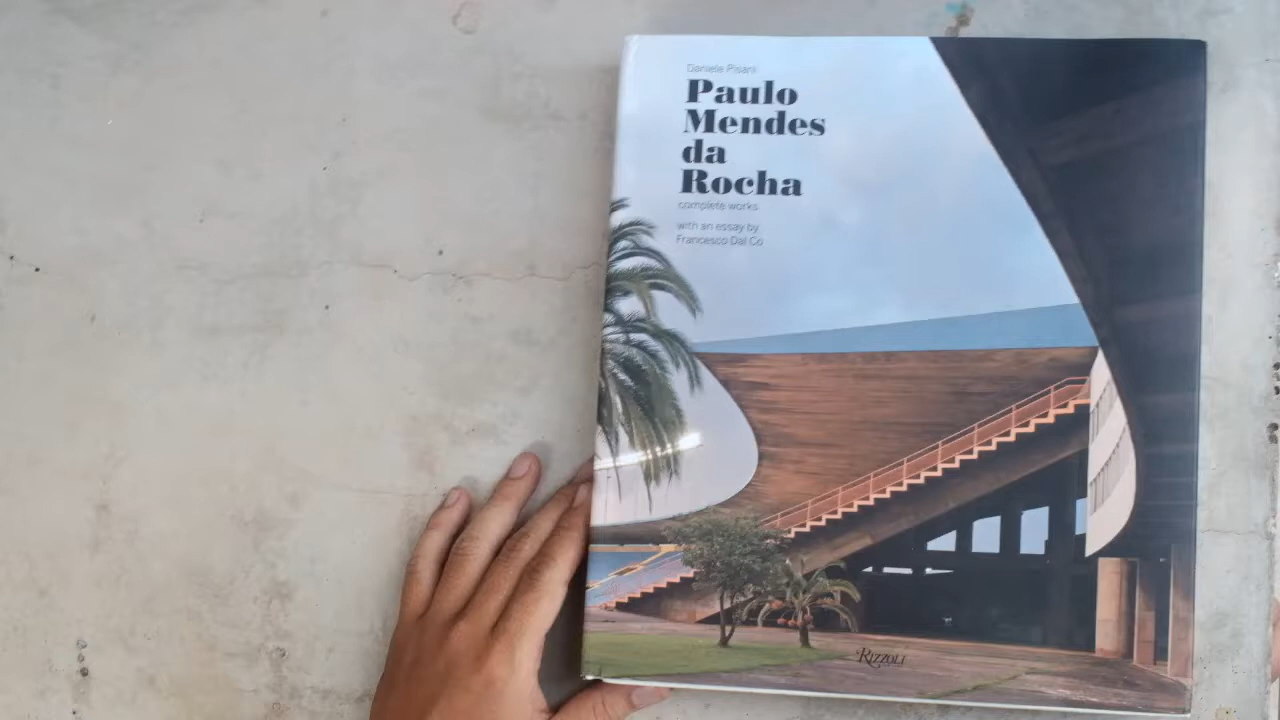 Daniele Pisani
Paulo
Mendes
da
Rocha
complete works
with an essay by
Francesco Dal Co
RIZZOLI